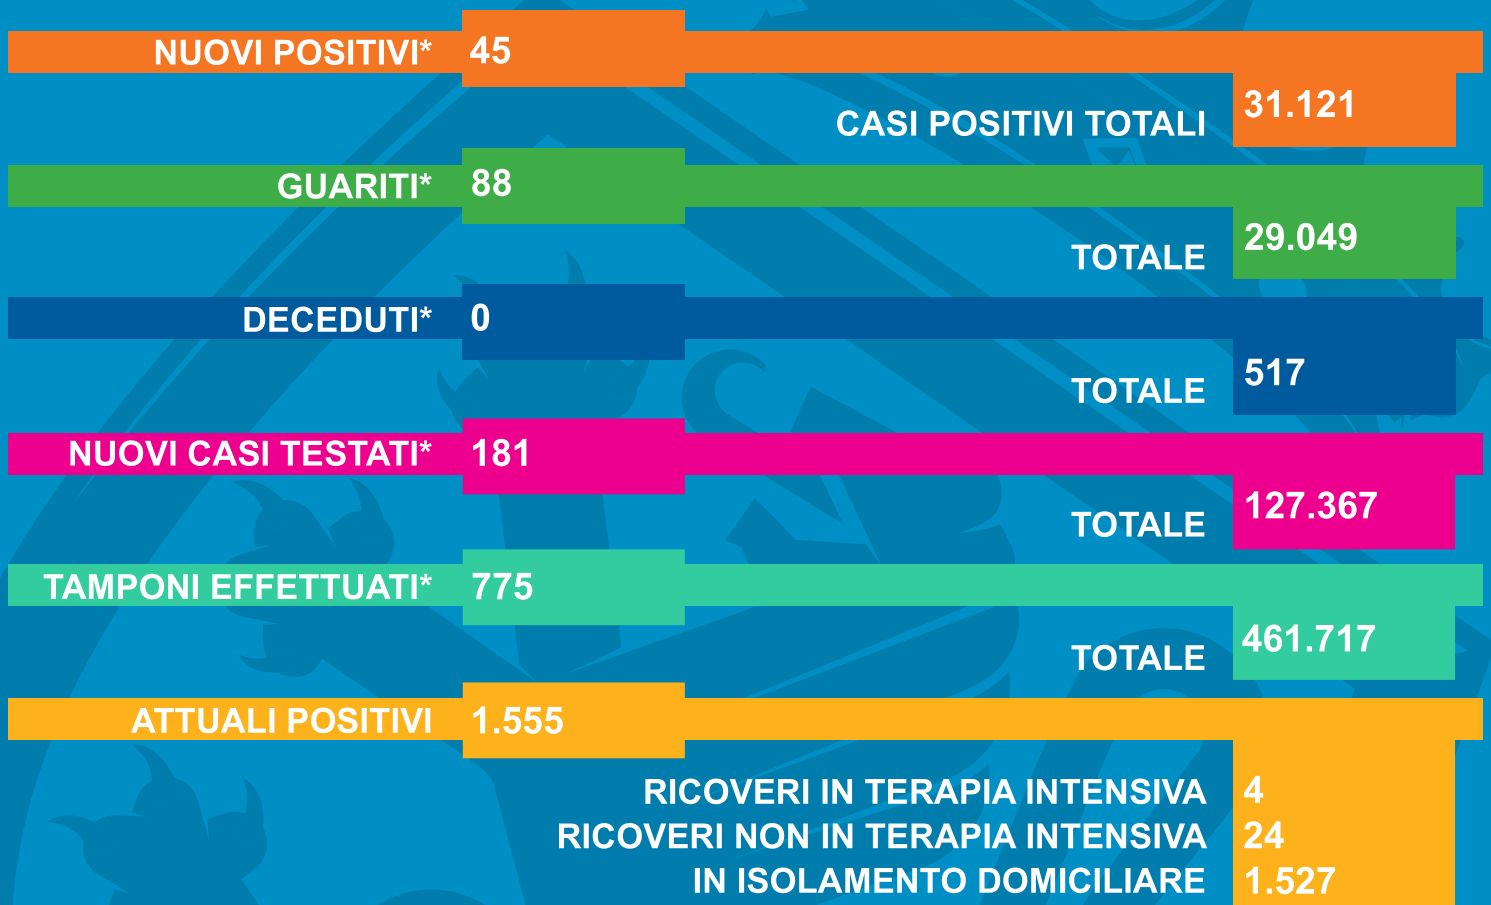 NUOVI POSITIVI* 45
CASI POSITIVI TOTALI 31.121
GUARITI* 88
TOTALE 29.049
DECEDUTI* 0
TOTALE 517
NUOVI CASI TESTATI* 181
TOTALE 127.367
TAMPONI EFFETTUATI* 775
TOTALE 461.717
ATTUALI POSITIVI 1.555
RICOVERI IN TERAPIA INTENSIVA 4
RICOVERI NON IN TERAPIA INTENSIVA 24
IN ISOLAMENTO DOMICILIARE 1.527